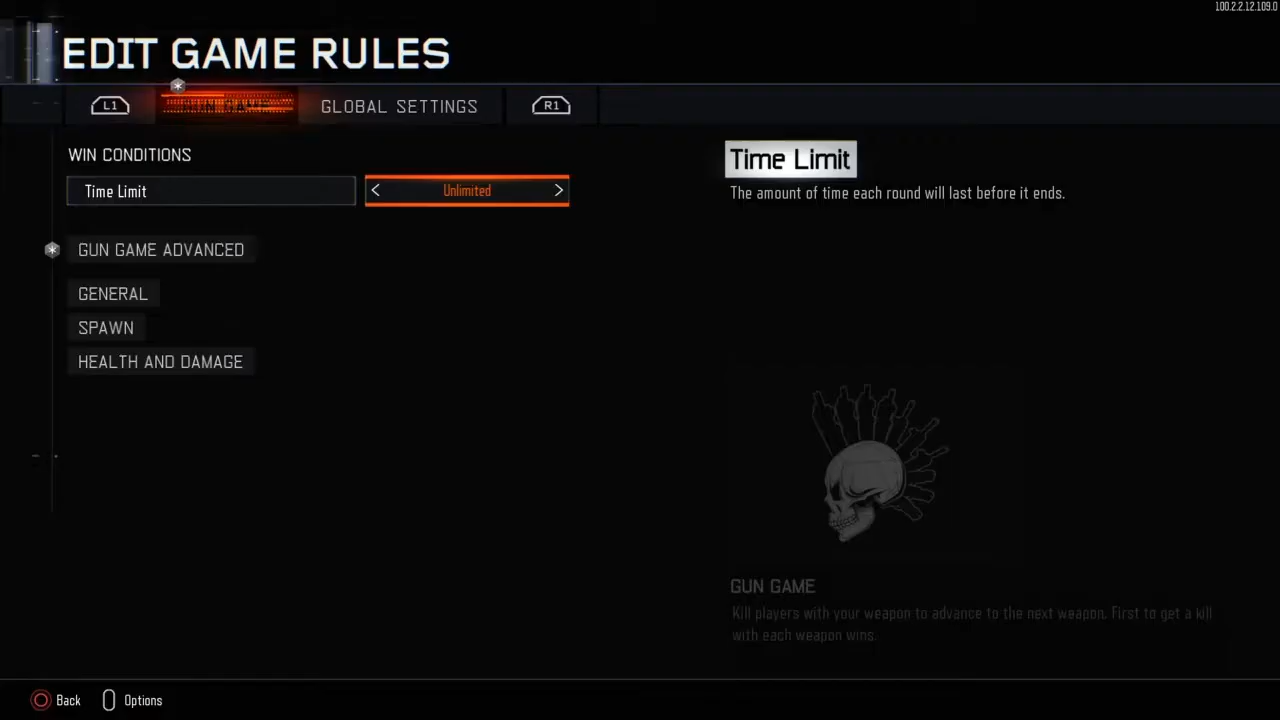 100.2.2.12.109.0
EDIT GAME RULES
L1
GUN GAME
GLOBAL SETTINGS
R1
WIN CONDITIONS
Time Limit
Unlimited
Time Limit
The amount of time each round will last before it ends.
GUN GAME ADVANCED
GENERAL
SPAWN
HEALTH AND DAMAGE
GUN GAME
Kill players with your weapon to advance to the next weapon. First to get a kill
with each weapon wins.
Back
Options